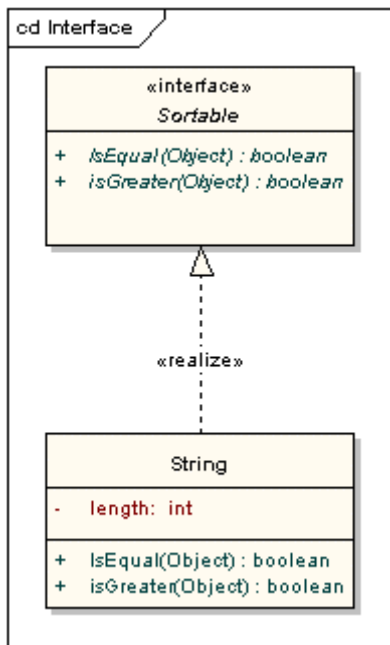 cd Interface
«interface»
Sortable
+ IsEqual(Object) : boolean
+ isGreater(Object) : boolean
«realize»
String
- length: int
+ IsEqual(Object) : boolean
+ isGreater(Object) : boolean